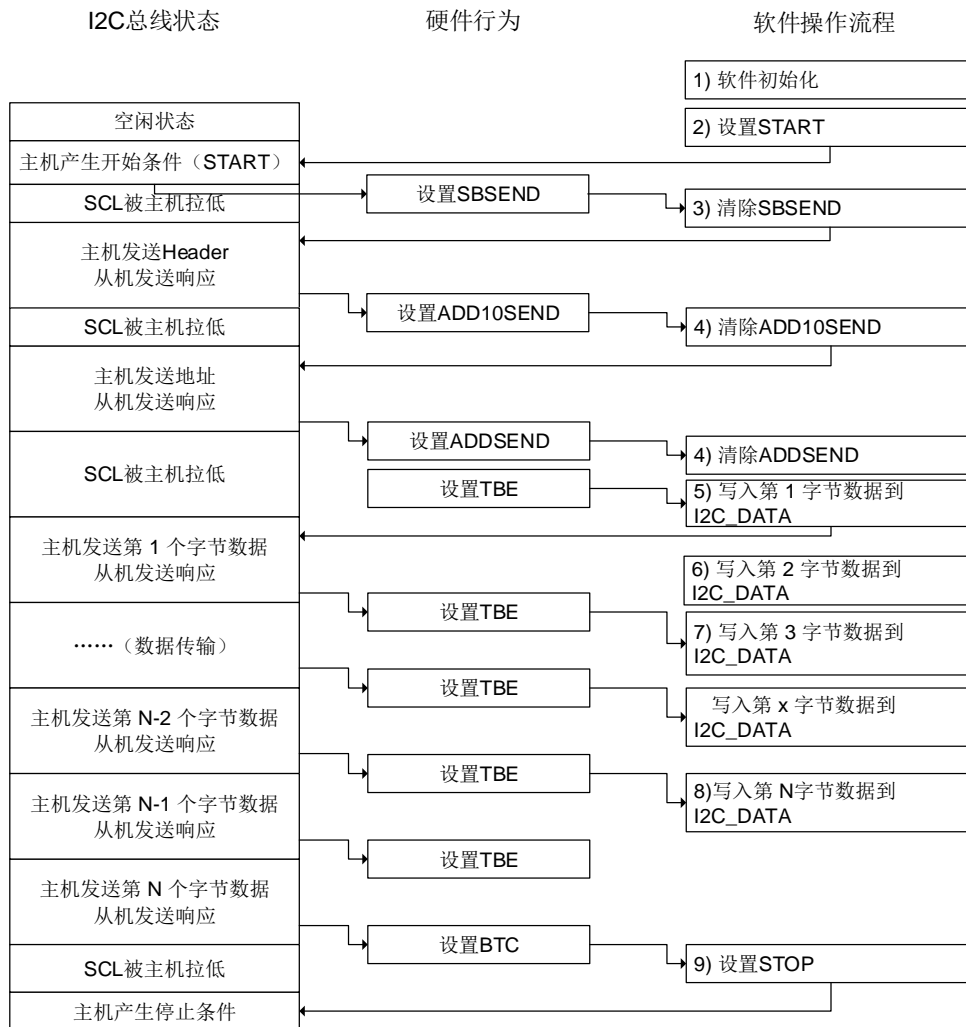 I2C总线状态
硬件行为
软件操作流程
1) 软件初始化
空闲状态
2) 设置START
主机产生开始条件（START）
SCL被主机拉低
设置SBSEND
3) 清除SBSEND
主机发送Header
从机发送响应
设置ADD10SEND
SCL被主机拉低
4) 清除ADD10SEND
主机发送地址
从机发送响应
设置ADDSEND
4) 清除ADDSEND
SCL被主机拉低
设置TBE
5) 写入第 1 字节数据到
I2C_DATA
主机发送第 1 个字节数据
从机发送响应
6) 写入第 2 字节数据到
I2C_DATA
设置TBE
7) 写入第 3 字节数据到
I2C_DATA
……（数据传输）
设置TBE
写入第 x 字节数据到
I2C_DATA
主机发送第 N-2 个字节数据
从机发送响应
设置TBE
8)写入第 N字节数据到
I2C_DATA
主机发送第 N-1 个字节数据
从机发送响应
设置TBE
主机发送第 N 个字节数据
从机发送响应
设置BTC
9) 设置STOP
SCL被主机拉低
主机产生停止条件